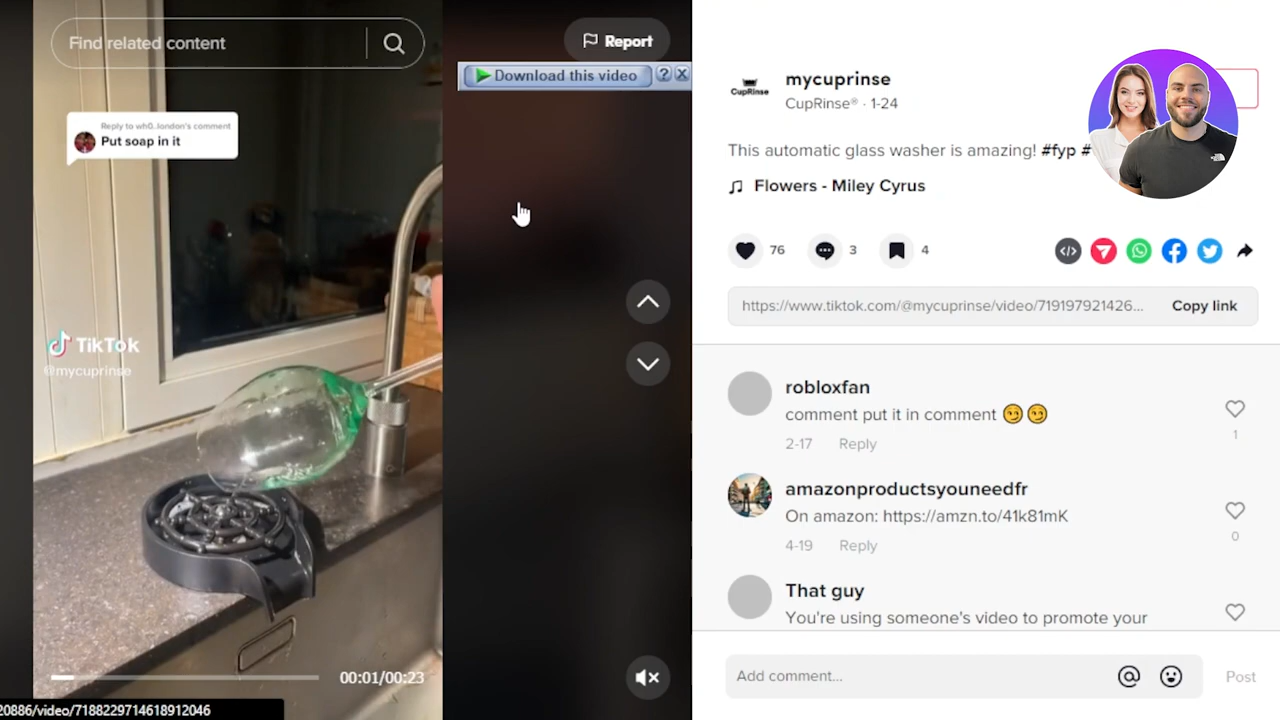 Find related content
Report
Download this video
Reply to wh0..london's comment
Put soap in it
TikTok
@mycuprinse
00:01/00:23
20886/video/7188229714618912046
CupRinse
mycuprinse
CupRinse® · 1-24
This automatic glass washer is amazing! #fyp #
Flowers - Miley Cyrus
76
3
4
https://www.tiktok.com/@mycuprinse/video/719197921426...
Copy link
robloxfan
comment put it in comment 😏😏
2-17
Reply
1
amazonproductsyouneedfr
On amazon: https://amzn.to/41k81mK
4-19
Reply
0
That guy
You're using someone's video to promote your
Add comment...
Post